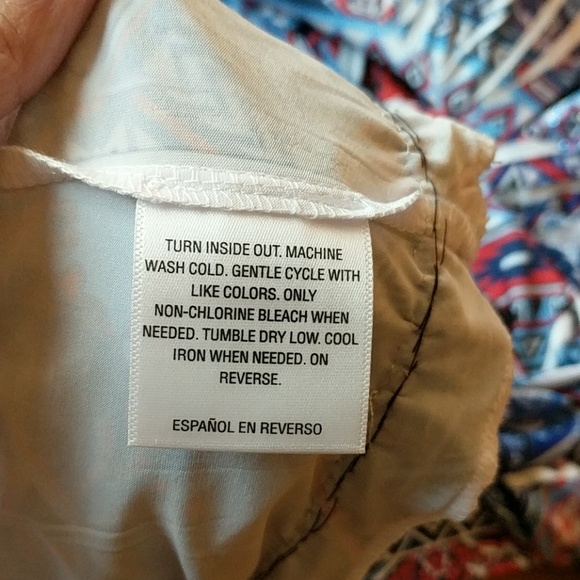 TURN INSIDE OUT. MACHINE
WASH COLD. GENTLE CYCLE WITH
LIKE COLORS. ONLY
NON-CHLORINE BLEACH WHEN
NEEDED. TUMBLE DRY LOW. COOL
IRON WHEN NEEDED. ON
REVERSE.
ESPAÑOL EN REVERSO